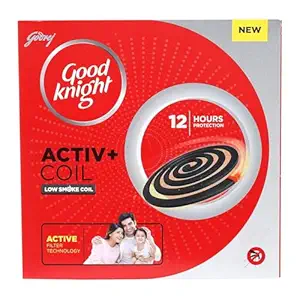 Godrej
NEW
Good
knight
12 HOURS
PROTECTION
ACTIV+
COIL
LOW SMOKE COIL
ACTIVE
FILTER
TECHNOLOGY